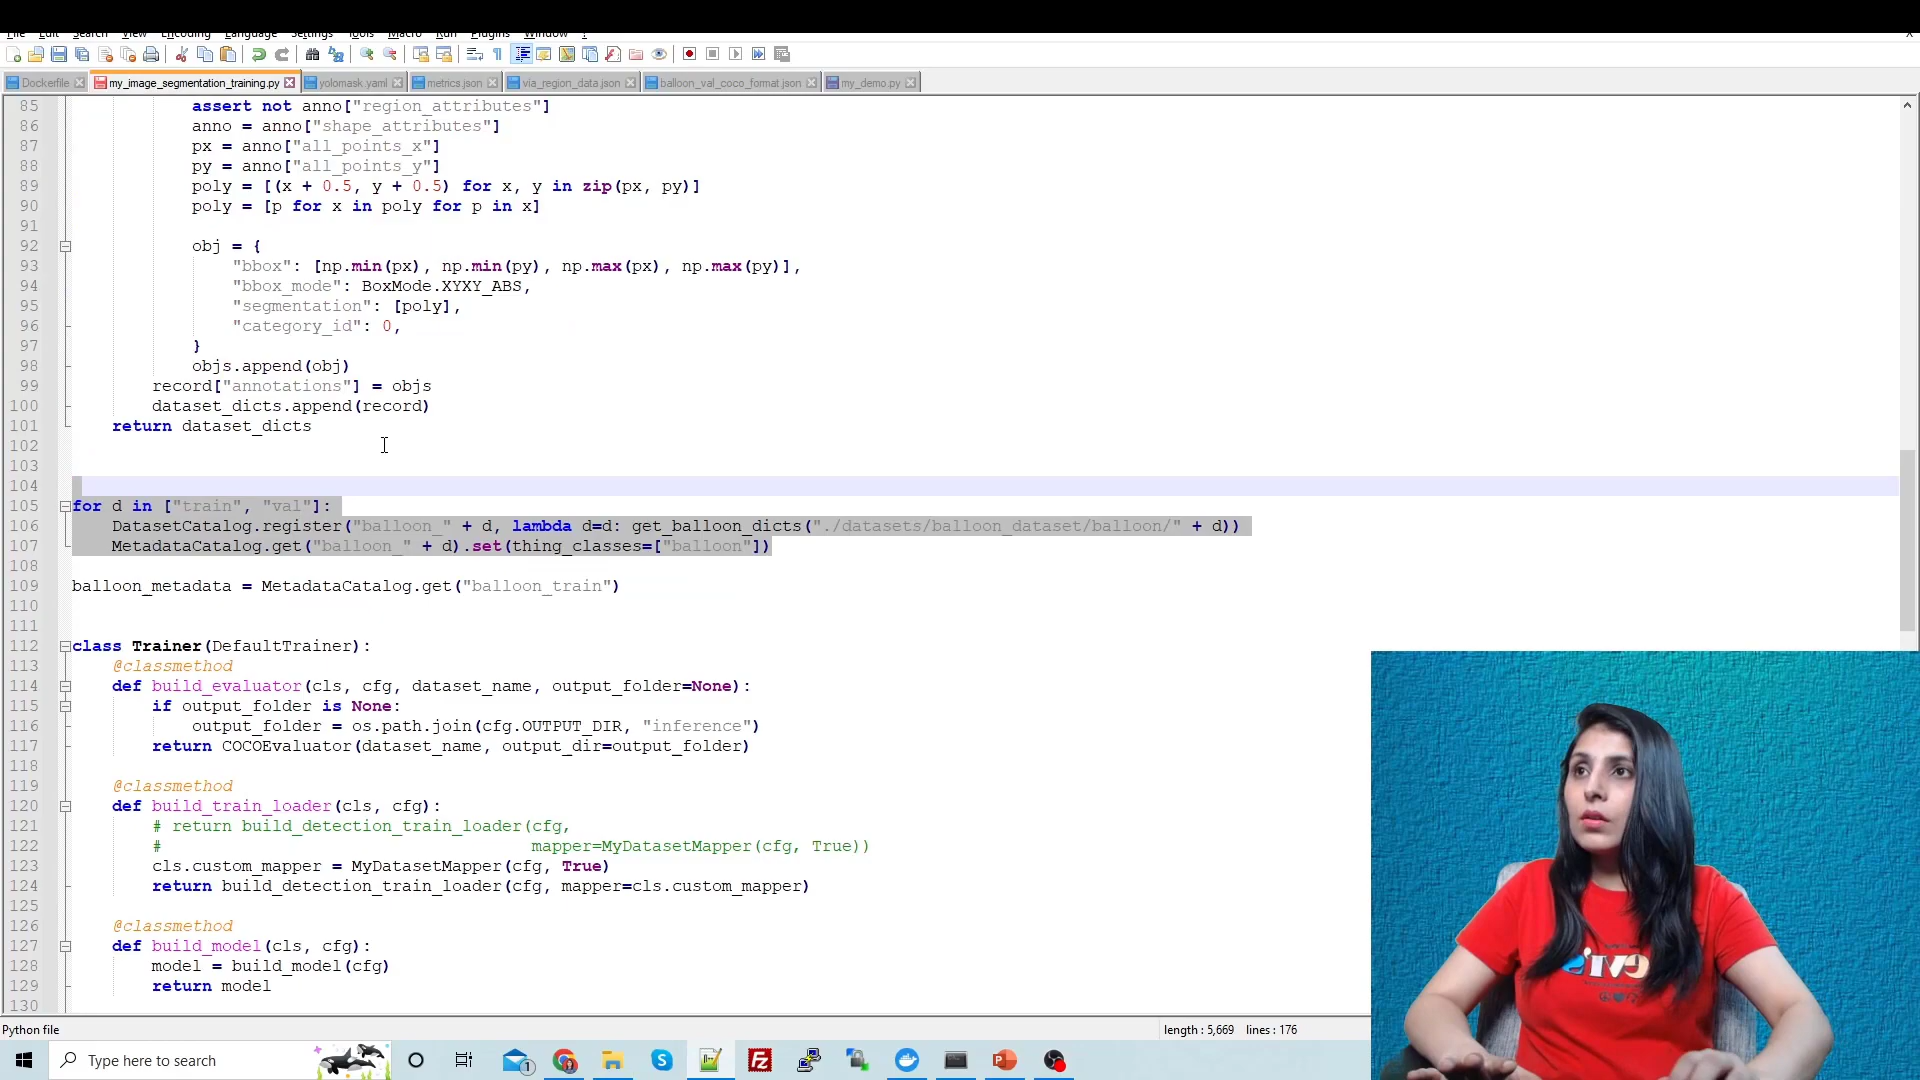 File Edit Search View Encoding Language Settings Tools Macro Run Plugins Window ?
Dockerfile my_image_segmentation_training.py yolomask.yaml metrics.json via_region_data.json balloon_val_coco_format.json my_demo.py
85 assert not anno["region_attributes"]
86 anno = anno["shape_attributes"]
87 px = anno["all_points_x"]
88 py = anno["all_points_y"]
89 poly = [(x + 0.5, y + 0.5) for x, y in zip(px, py)]
90 poly = [p for x in poly for p in x]
91
92 obj = {
93 "bbox": [np.min(px), np.min(py), np.max(px), np.max(py)],
94 "bbox_mode": BoxMode.XYXY_ABS,
95 "segmentation": [poly],
96 "category_id": 0,
97 }
98 objs.append(obj)
99 record["annotations"] = objs
100 dataset_dicts.append(record)
101 return dataset_dicts
102
103
104
105 for d in ["train", "val"]:
106 DatasetCatalog.register("balloon_" + d, lambda d=d: get_balloon_dicts("./datasets/balloon_dataset/balloon/" + d))
107 MetadataCatalog.get("balloon_" + d).set(thing_classes=["balloon"])
108
109 balloon_metadata = MetadataCatalog.get("balloon_train")
110
111
112 class Trainer(DefaultTrainer):
113 @classmethod
114 def build_evaluator(cls, cfg, dataset_name, output_folder=None):
115 if output_folder is None:
116 output_folder = os.path.join(cfg.OUTPUT_DIR, "inference")
117 return COCOEvaluator(dataset_name, output_dir=output_folder)
118
119 @classmethod
120 def build_train_loader(cls, cfg):
121 # return build_detection_train_loader(cfg,
122 # mapper=MyDatasetMapper(cfg, True))
123 cls.custom_mapper = MyDatasetMapper(cfg, True)
124 return build_detection_train_loader(cfg, mapper=cls.custom_mapper)
125
126 @classmethod
127 def build_model(cls, cfg):
128 model = build_model(cfg)
129 return model
130
Python file length : 5,669 lines : 176
Type here to search